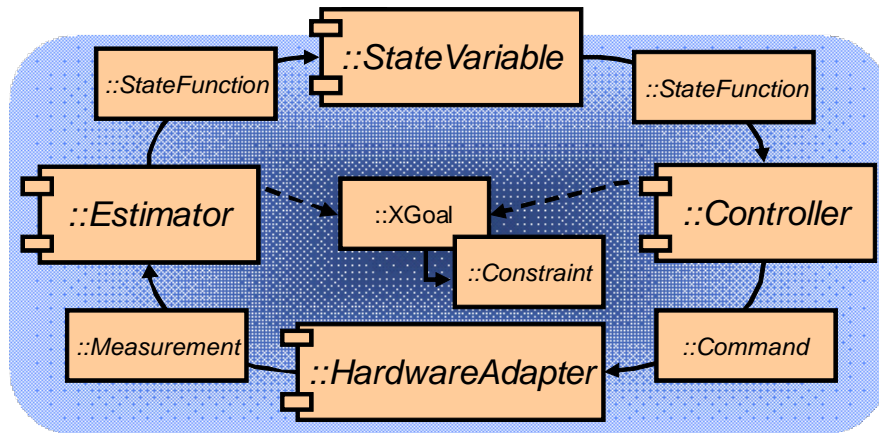 ::StateVariable
::StateFunction
::StateFunction
::Estimator
::XGoal
::Controller
::Constraint
::Measurement
::HardwareAdapter
::Command